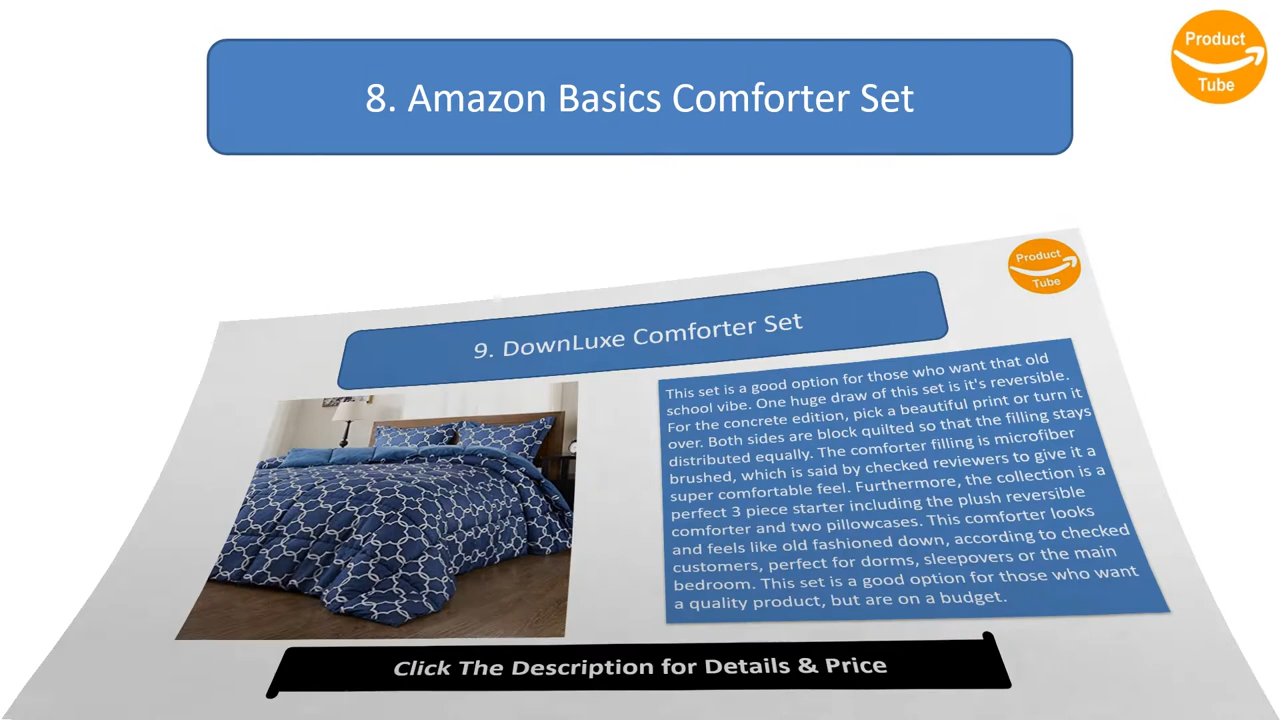 Product
Tube
8. Amazon Basics Comforter Set
Product
Tube
9. DownLuxe Comforter Set
This set is a good option for those who want that old
school vibe. One huge draw of this set is it's reversible.
For the concrete edition, pick a beautiful print or turn it
over. Both sides are block quilted so that the filling stays
distributed equally. The comforter filling is microfiber
brushed, which is said by checked reviewers to give it a
super comfortable feel. Furthermore, the collection is a
perfect 3 piece starter including the plush reversible
comforter and two pillowcases. This comforter looks
and feels like old fashioned down, according to checked
customers, perfect for dorms, sleepovers or the main
bedroom. This set is a good option for those who want
a quality product, but are on a budget.
Click The Description for Details & Price